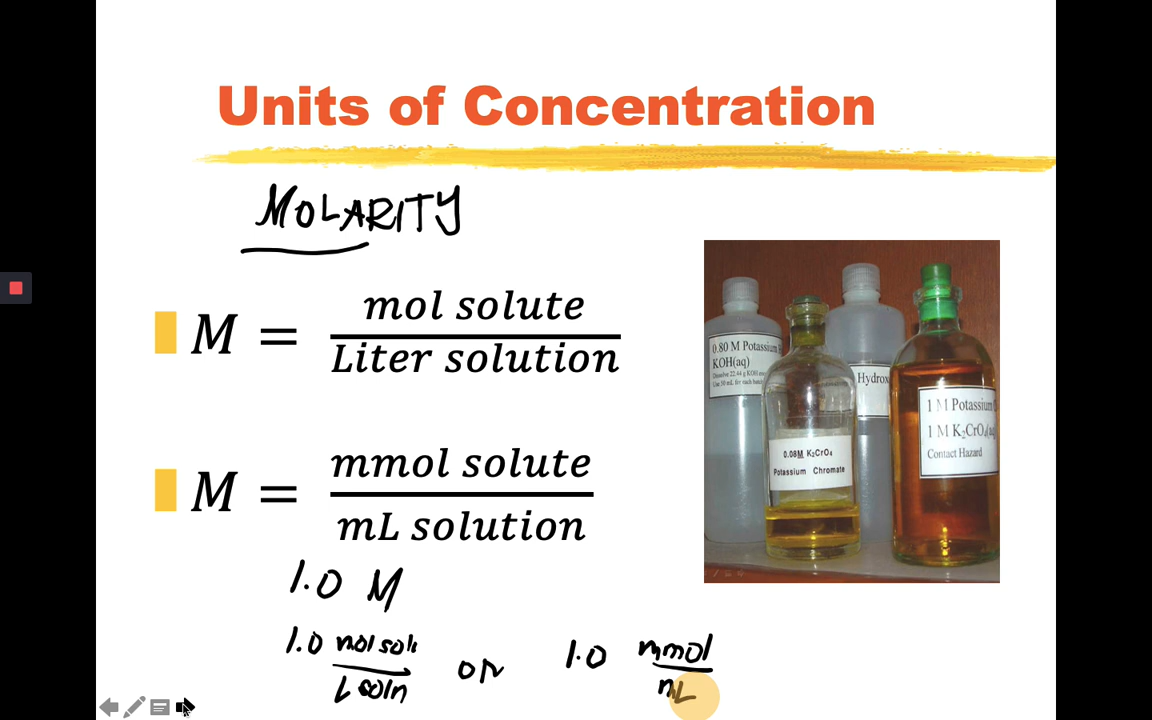 Units of Concentration
MOLARITY
M = mol solute / Liter solution
M = mmol solute / mL solution
1.0 M
1.0 mol solu / L soln or 1.0 mmol / mL
0.80 M Potassium
KOH(aq)
Hydrox
0.08M K₂CrO₄
Potassium Chromate
1 M Potassium
1 M K₂CrO₄(aq)
Contact Hazard